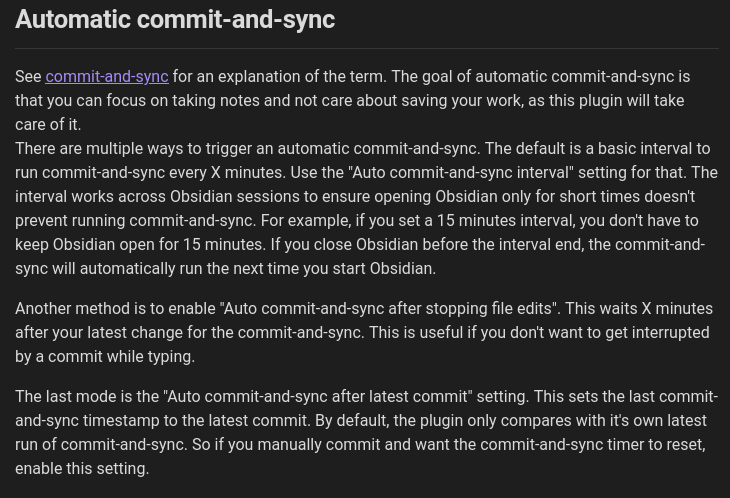 Automatic commit-and-sync
See commit-and-sync for an explanation of the term. The goal of automatic commit-and-sync is
that you can focus on taking notes and not care about saving your work, as this plugin will take
care of it.
There are multiple ways to trigger an automatic commit-and-sync. The default is a basic interval to
run commit-and-sync every X minutes. Use the "Auto commit-and-sync interval" setting for that. The
interval works across Obsidian sessions to ensure opening Obsidian only for short times doesn't
prevent running commit-and-sync. For example, if you set a 15 minutes interval, you don't have to
keep Obsidian open for 15 minutes. If you close Obsidian before the interval end, the commit-and-
sync will automatically run the next time you start Obsidian.
Another method is to enable "Auto commit-and-sync after stopping file edits". This waits X minutes
after your latest change for the commit-and-sync. This is useful if you don't want to get interrupted
by a commit while typing.
The last mode is the "Auto commit-and-sync after latest commit" setting. This sets the last commit-
and-sync timestamp to the latest commit. By default, the plugin only compares with it's own latest
run of commit-and-sync. So if you manually commit and want the commit-and-sync timer to reset,
enable this setting.